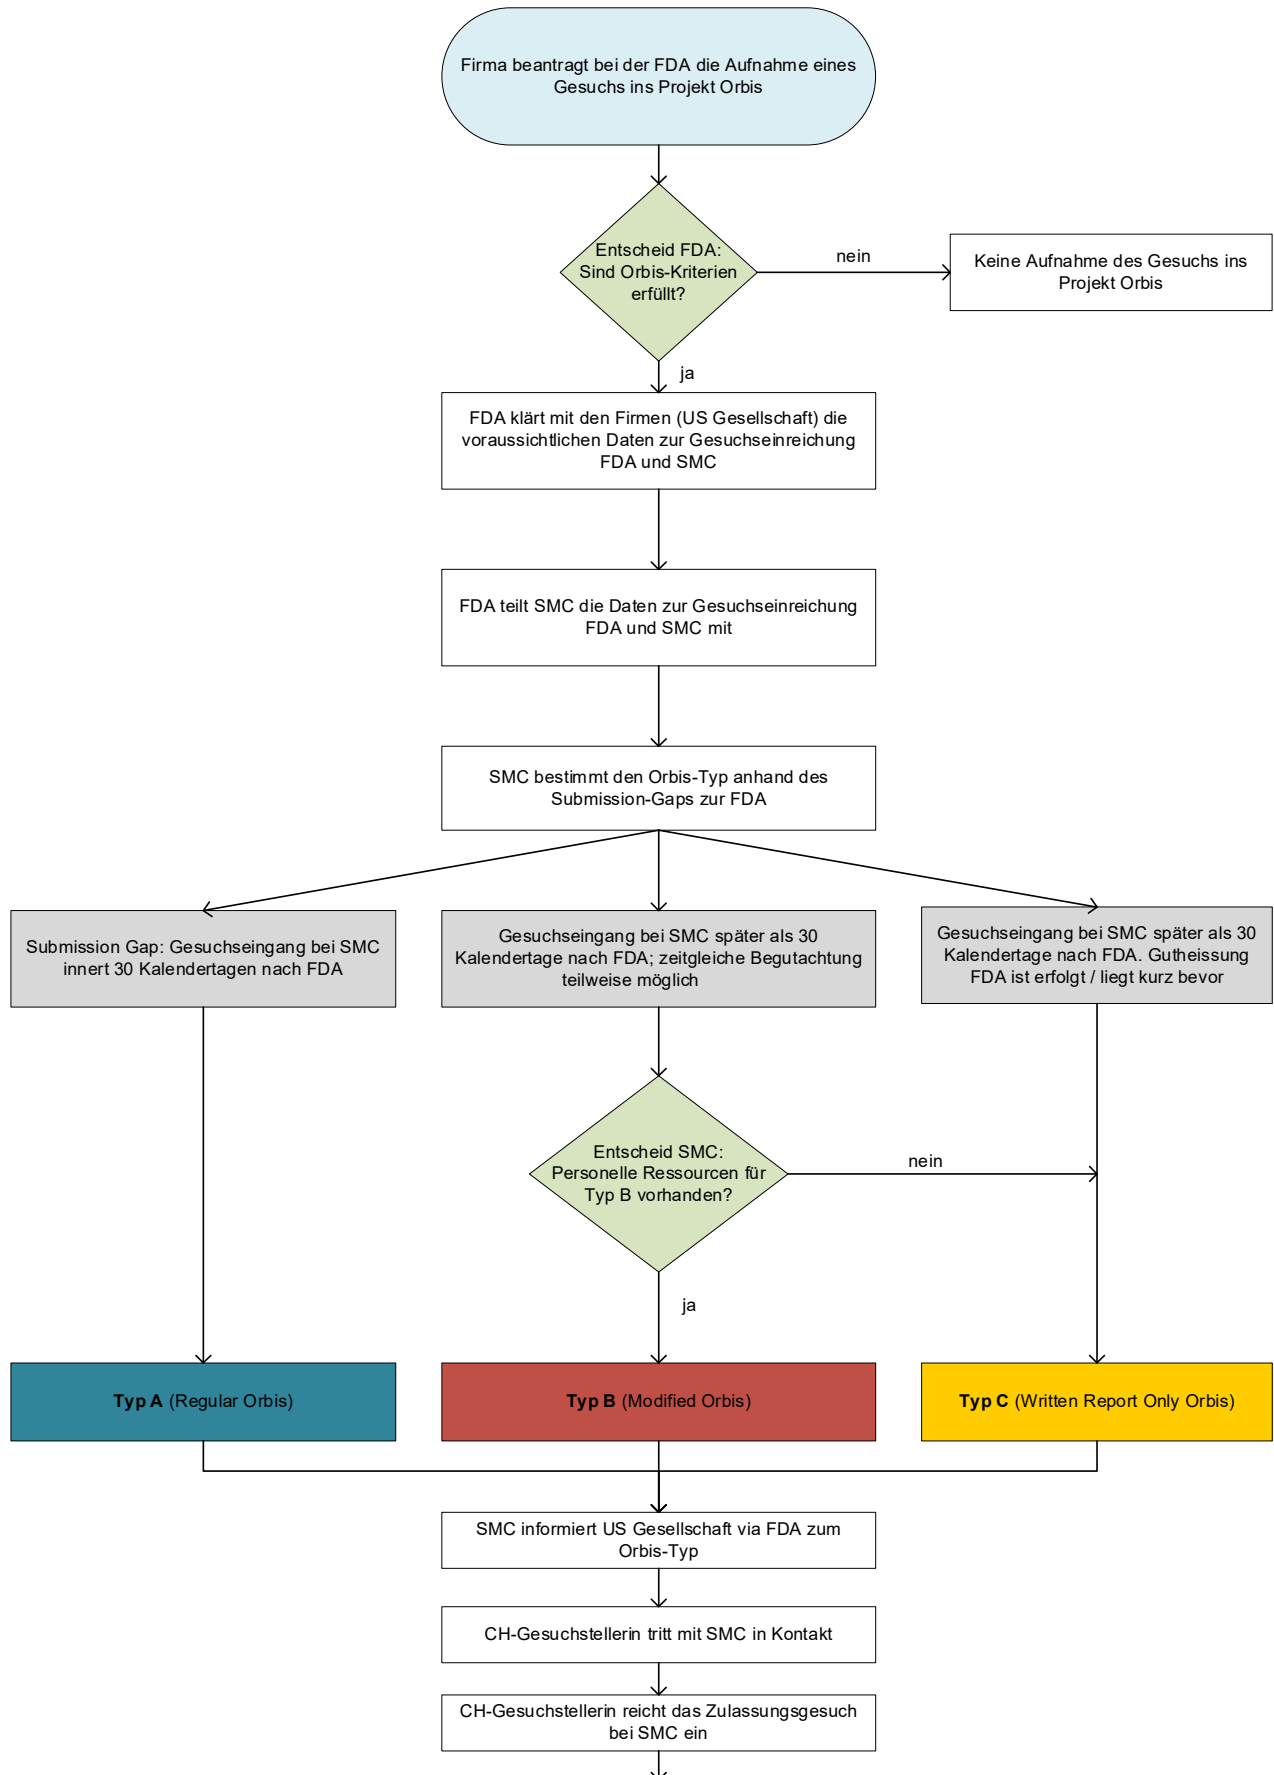 Firma beantragt bei der FDA die Aufnahme eines
Gesuchs ins Projekt Orbis
Entscheid FDA:
Sind Orbis-Kriterien
erfüllt?
nein
Keine Aufnahme des Gesuchs ins
Projekt Orbis
ja
FDA klärt mit den Firmen (US Gesellschaft) die
voraussichtlichen Daten zur Gesuchseinreichung
FDA und SMC
FDA teilt SMC die Daten zur Gesuchseinreichung
FDA und SMC mit
SMC bestimmt den Orbis-Typ anhand des
Submission-Gaps zur FDA
Submission Gap: Gesuchseingang bei SMC
innert 30 Kalendertagen nach FDA
Gesuchseingang bei SMC später als 30
Kalendertage nach FDA; zeitgleiche Begutachtung
teilweise möglich
Gesuchseingang bei SMC später als 30
Kalendertage nach FDA. Gutheissung
FDA ist erfolgt / liegt kurz bevor
Entscheid SMC:
Personelle Ressourcen für
Typ B vorhanden?
nein
ja
Typ A (Regular Orbis)
Typ B (Modified Orbis)
Typ C (Written Report Only Orbis)
SMC informiert US Gesellschaft via FDA zum
Orbis-Typ
CH-Gesuchstellerin tritt mit SMC in Kontakt
CH-Gesuchstellerin reicht das Zulassungsgesuch
bei SMC ein